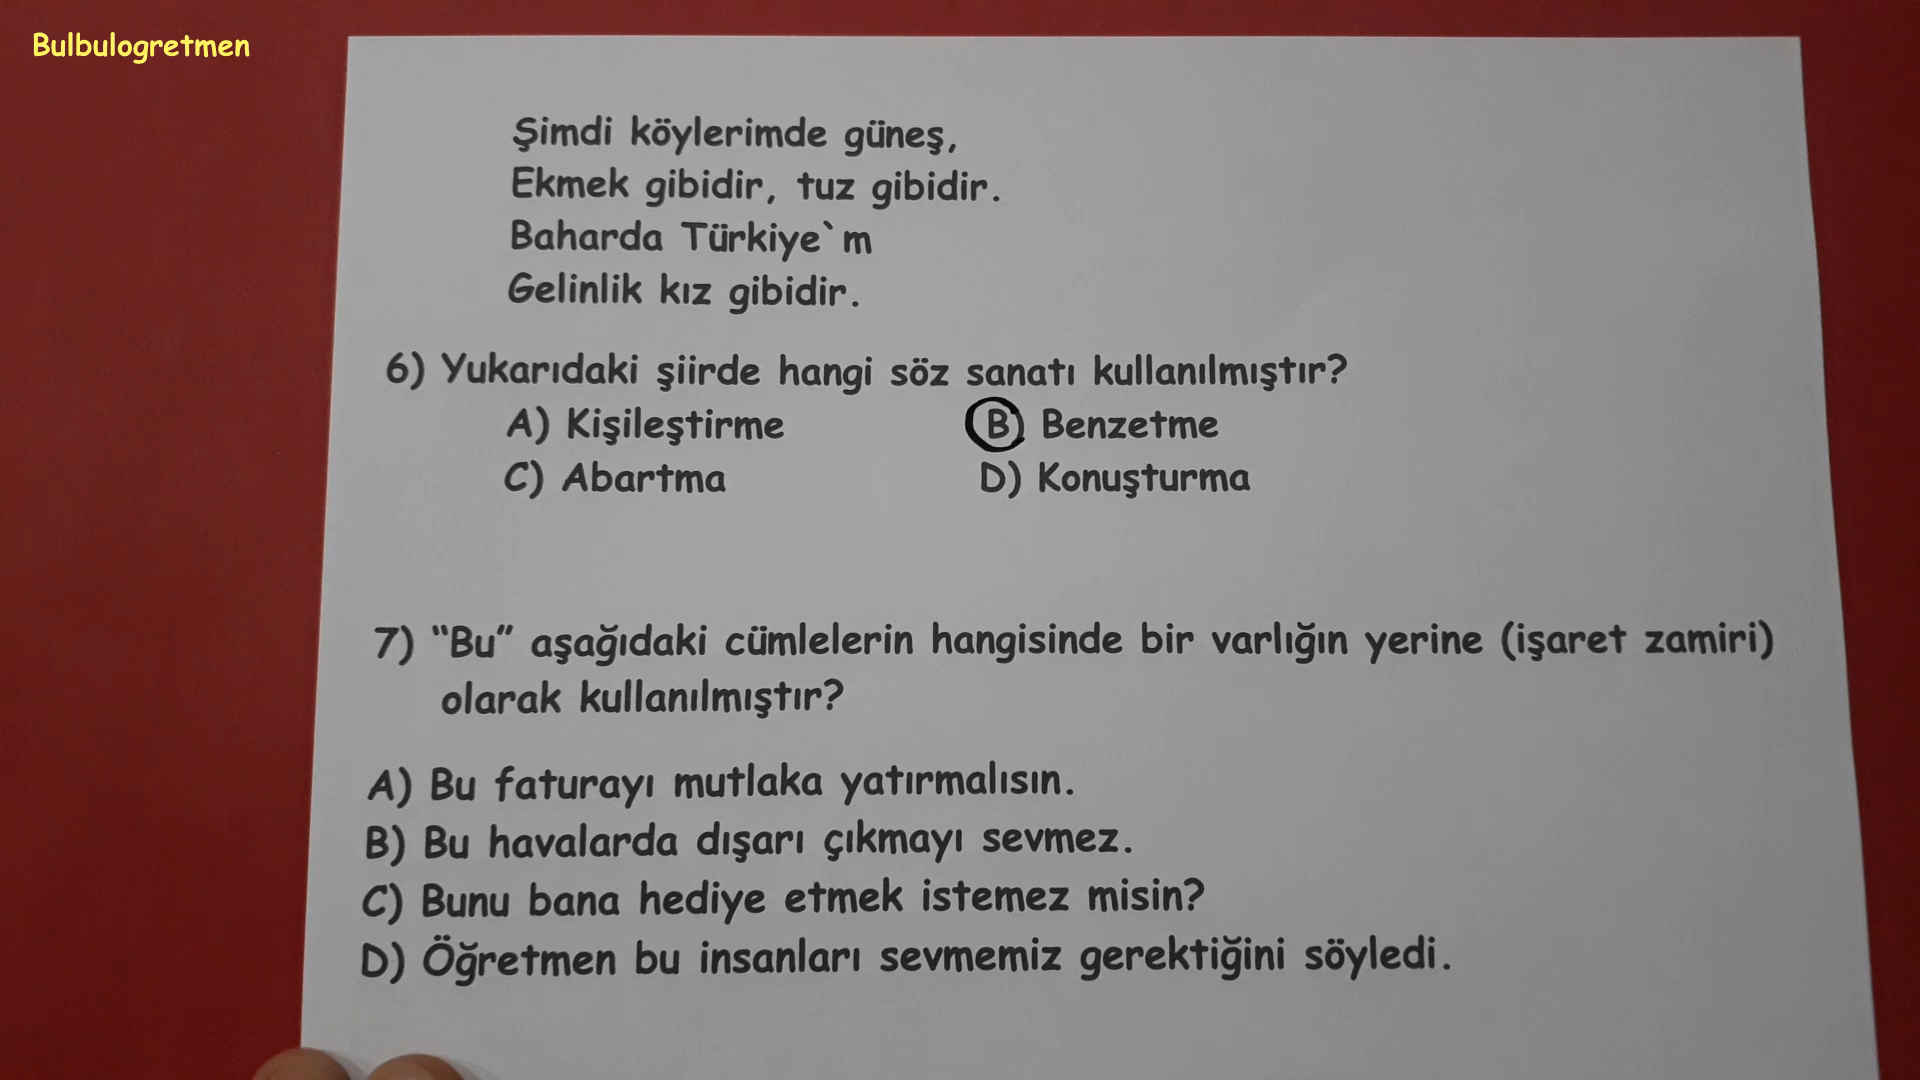 Bulbulogretmen
Şimdi köylerimde güneş,
Ekmek gibidir, tuz gibidir.
Baharda Türkiye`m
Gelinlik kız gibidir.
6) Yukarıdaki şiirde hangi söz sanatı kullanılmıştır?
A) Kişileştirme B) Benzetme
C) Abartma D) Konuşturma
7) “Bu” aşağıdaki cümlelerin hangisinde bir varlığın yerine (işaret zamiri)
olarak kullanılmıştır?
A) Bu faturayı mutlaka yatırmalısın.
B) Bu havalarda dışarı çıkmayı sevmez.
C) Bunu bana hediye etmek istemez misin?
D) Öğretmen bu insanları sevmemiz gerektiğini söyledi.